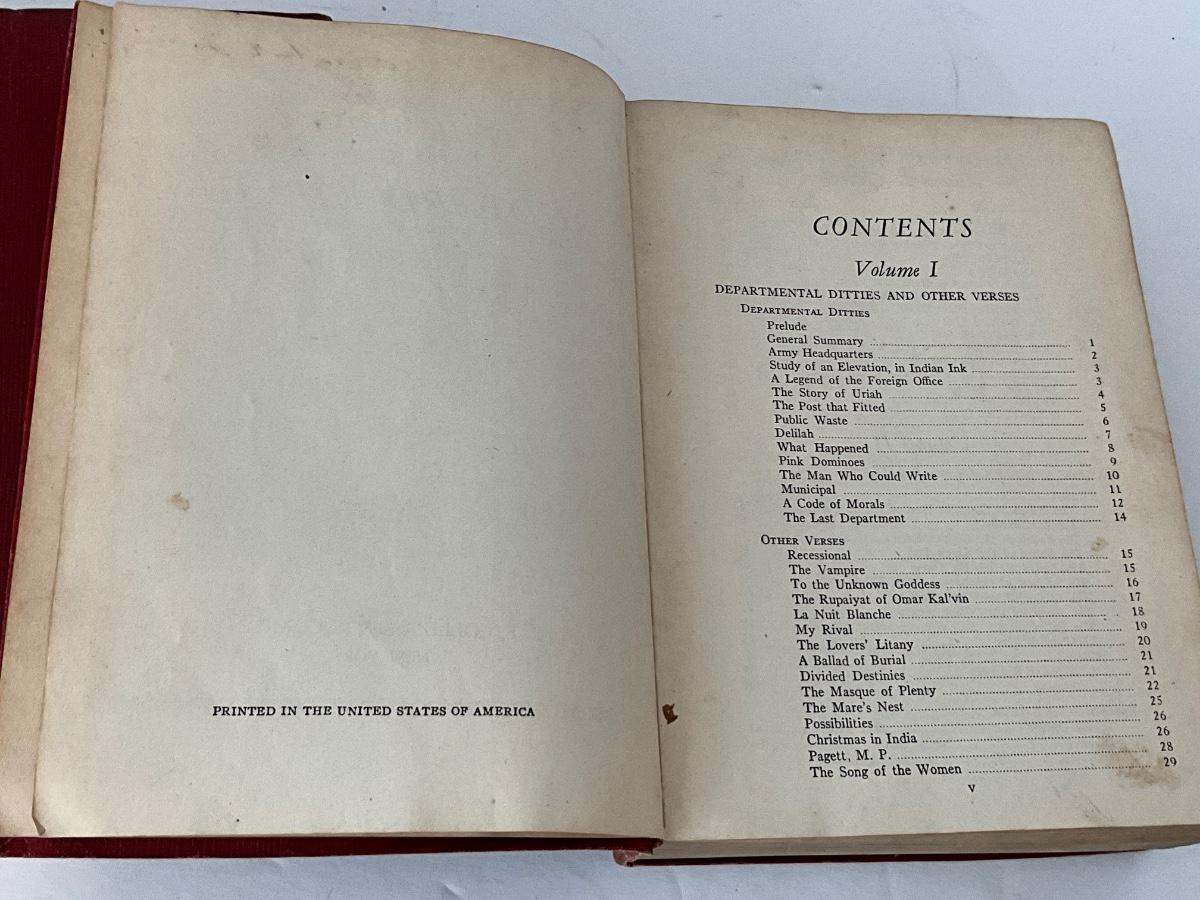 PRINTED IN THE UNITED STATES OF AMERICA
CONTENTS
Volume I
DEPARTMENTAL DITTIES AND OTHER VERSES
DEPARTMENTAL DITTIES
Prelude
General Summary 1
Army Headquarters 2
Study of an Elevation, in Indian Ink 3
A Legend of the Foreign Office 3
The Story of Uriah 4
The Post that Fitted 5
Public Waste 6
Delilah 7
What Happened 8
Pink Dominoes 9
The Man Who Could Write 10
Municipal 11
A Code of Morals 12
The Last Department 14
OTHER VERSES
Recessional 15
The Vampire 15
To the Unknown Goddess 16
The Rupaiyat of Omar Kal'vin 17
La Nuit Blanche 18
My Rival 19
The Lovers' Litany 20
A Ballad of Burial 21
Divided Destinies 21
The Masque of Plenty 22
The Mare's Nest 25
Possibilities 26
Christmas in India 26
Pagett, M. P. 28
The Song of the Women 29
v